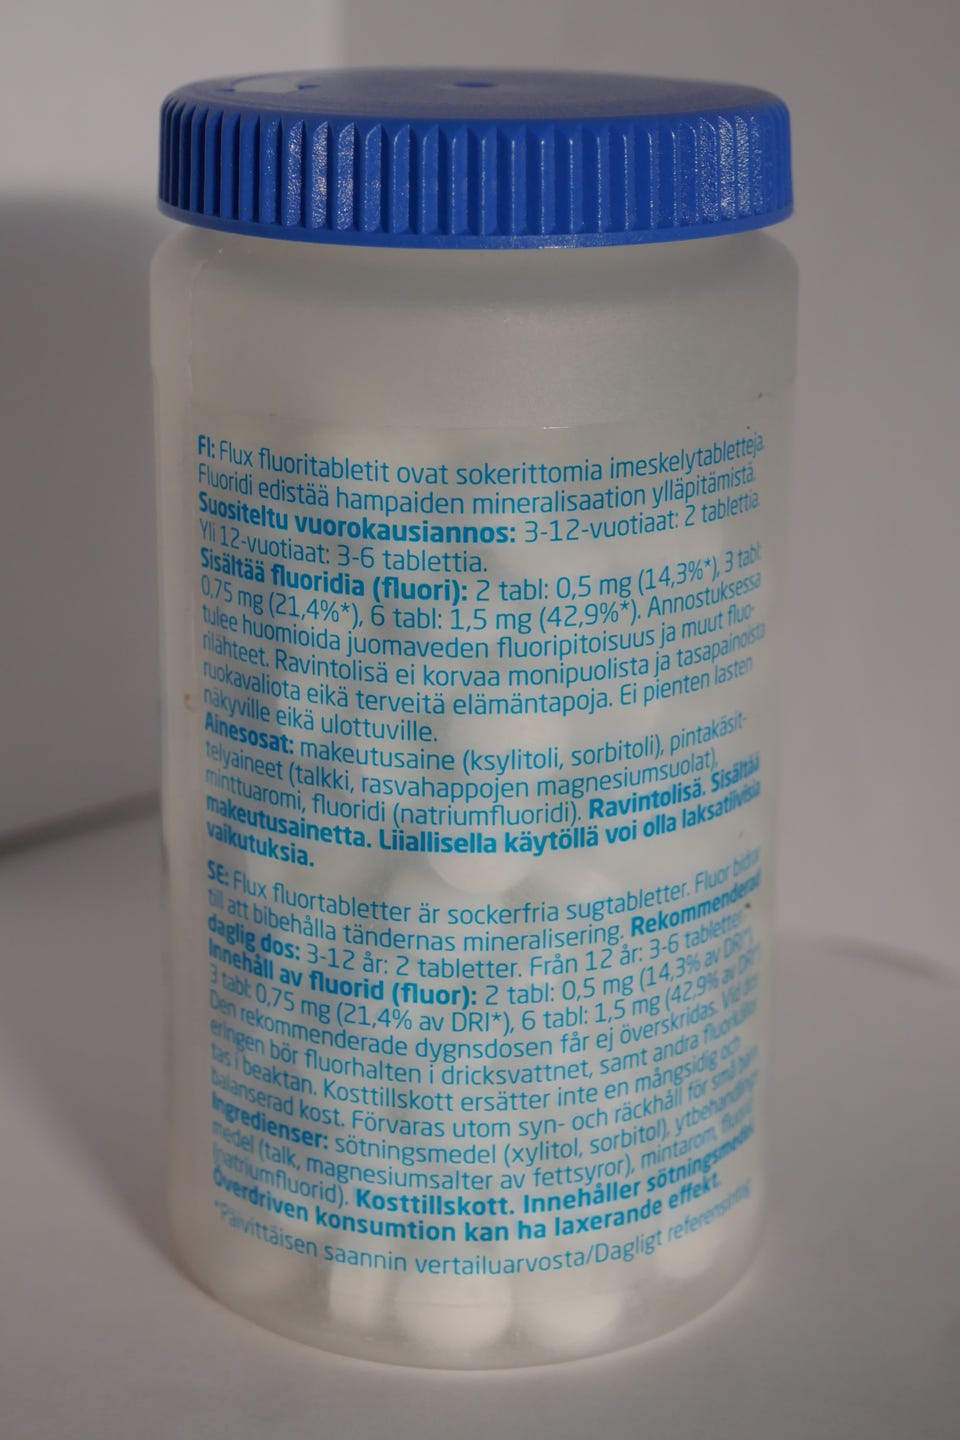 FI: Flux fluoritabletit ovat sokerittomia imeskelytabletteja.
Fluoridi edistää hampaiden mineralisaation ylläpitämistä.
Suositeltu vuorokausiannos: 3-12-vuotiaat: 2 tablettia.
Yli 12-vuotiaat: 3-6 tablettia.
Sisältää fluoridia (fluori): 2 tabl: 0,5 mg (14,3%*), 3 tabl:
0,75 mg (21,4%*), 6 tabl: 1,5 mg (42,9%*). Annostuksessa
tulee huomioida juomaveden fluoripitoisuus ja muut fluo-
rilähteet. Ravintolisä ei korvaa monipuolista ja tasapainoista
ruokavaliota eikä terveitä elämäntapoja. Ei pienten lasten
näkyville eikä ulottuville.
Ainesosat: makeutusaine (ksylitoli, sorbitoli), pintakäsit-
telyaineet (talkki, rasvahappojen magnesiumsuolat),
minttuaromi, fluoridi (natriumfluoridi). Ravintolisä. Sisältää
makeutusainetta. Liiallisella käytöllä voi olla laksatiivisia
vaikutuksia.
SE: Flux fluortabletter är sockerfria sugtabletter. Fluor bidrar
till att bibehålla tändernas mineralisering. Rekommenderad
daglig dos: 3-12 år: 2 tabletter. Från 12 år: 3-6 tabletter.
Innehåll av fluorid (fluor): 2 tabl: 0,5 mg (14,3% av DRI*),
3 tabl: 0,75 mg (21,4% av DRI*), 6 tabl: 1,5 mg (42,9% av DRI*).
Den rekommenderade dygnsdosen får ej överskridas. Vid dos-
eringen bör fluorhalten i dricksvattnet, samt andra fluorkällor
tas i beaktan. Kosttillskott ersätter inte en mångsidig och
balanserad kost. Förvaras utom syn- och räckhåll för små barn.
Ingredienser: sötningsmedel (xylitol, sorbitol), ytbehandlings-
medel (talk, magnesiumsalter av fettsyror), mintarom, fluorid
(natriumfluorid). Kosttillskott. Innehåller sötningsmedel.
Överdriven konsumtion kan ha laxerande effekt.
*Päivittäisen saannin vertailuarvosta/Dagligt referensintag